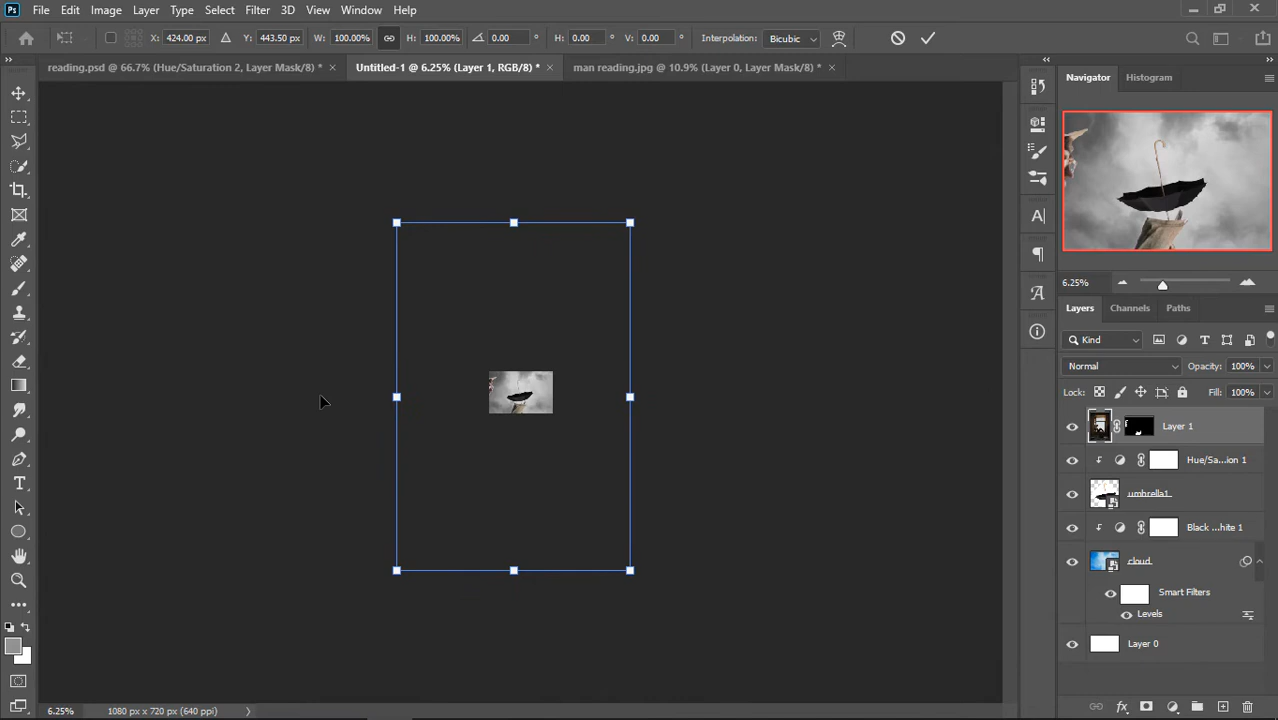 Ps File Edit Image Layer Type Select Filter 3D View Window Help
X: 424.00 px Y: 443.50 px W: 100.00% H: 100.00% 0.00 ° H: 0.00 ° V: 0.00 ° Interpolation: Bicubic
reading.psd @ 66.7% (Hue/Saturation 2, Layer Mask/8) * × Untitled-1 @ 6.25% (Layer 1, RGB/8) * × man reading.jpg @ 10.9% (Layer 0, Layer Mask/8) * ×
Navigator Histogram
6.25%
Layers Channels Paths
Kind
Normal Opacity: 100%
Lock: Fill: 100%
Layer 1
Hue/Sa...ion 1
umbrella1
Black ...hite 1
cloud
Smart Filters
Levels
Layer 0
6.25% 1080 px x 720 px (640 ppi)